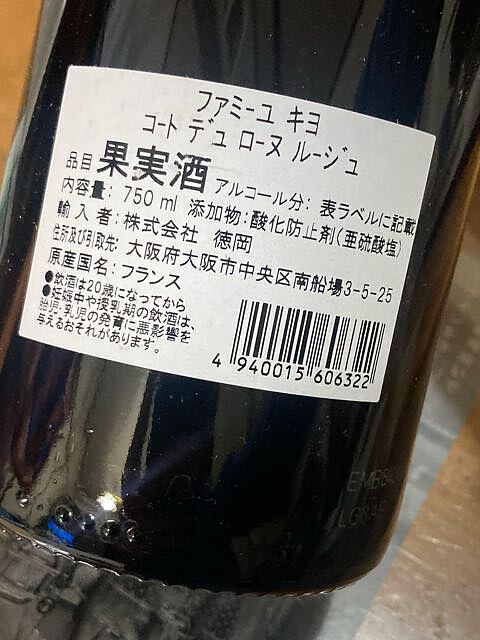 ファミーユ キヨ
コート デュ ローヌ ルージュ
品目 果実酒 アルコール分: 表ラベルに記載
内容量: 750 ml 添加物:酸化防止剤(亜硫酸塩)
輸入者:株式会社 徳岡
住所及び引取先: 大阪府大阪市中央区南船場3-5-25
原産国名:フランス
●飲酒は20歳になってから
●妊娠中や授乳期の飲酒は、
胎児・乳児の発育に悪影響を
与えるおそれがあります。
4 940015 606322